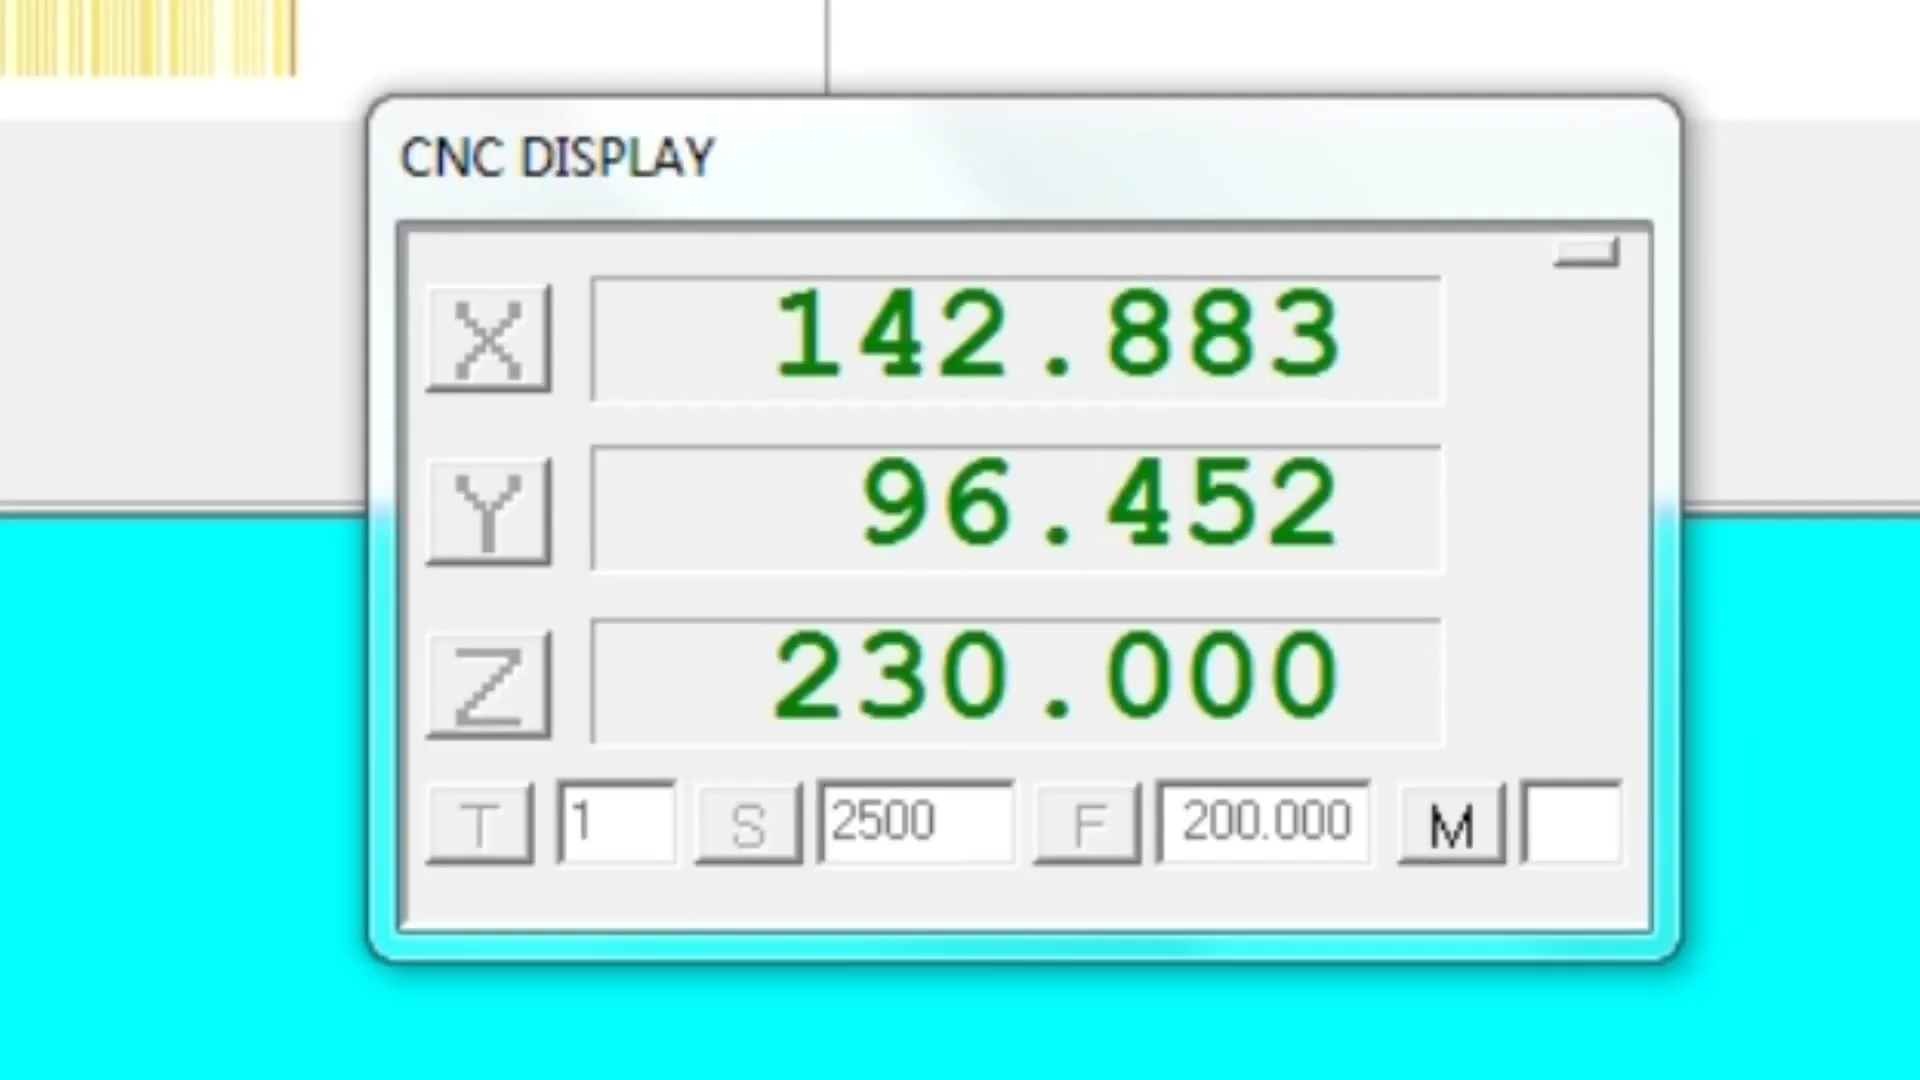 CNC DISPLAY
X 142.883
Y 96.452
Z 230.000
T 1 S 2500 F 200.000 M